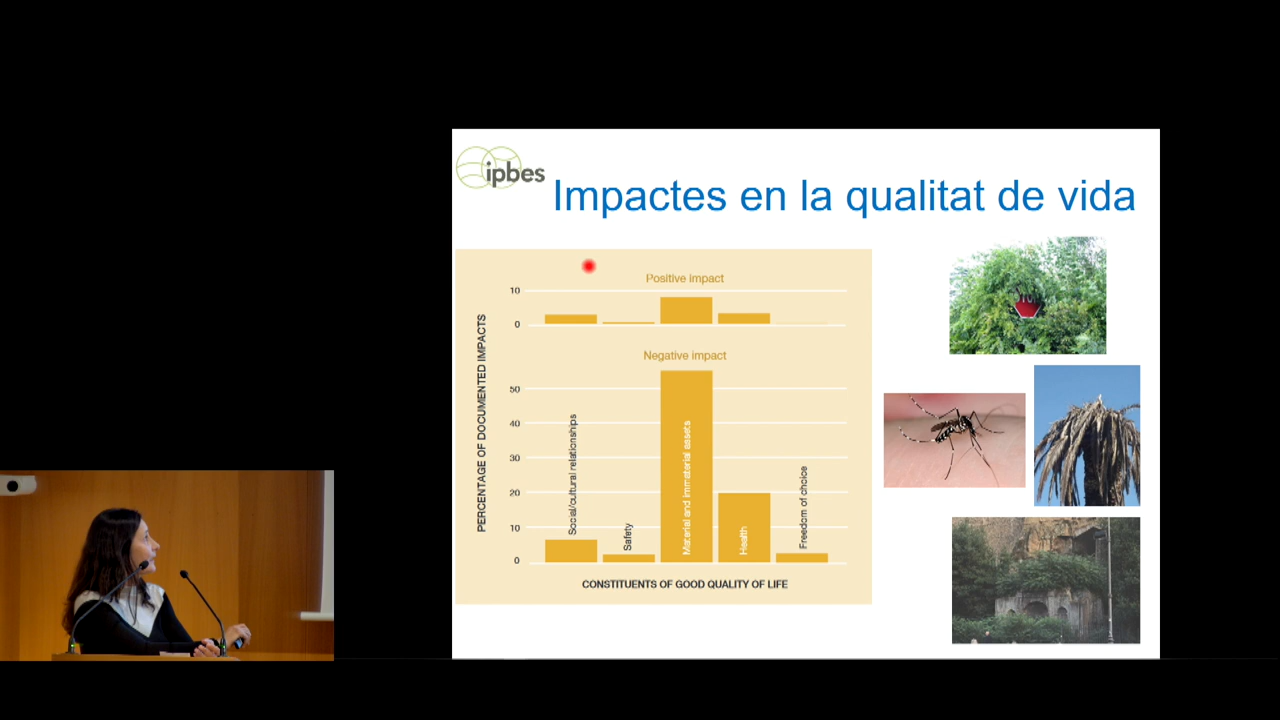 ipbes
Impactes en la qualitat de vida
PERCENTAGE OF DOCUMENTED IMPACTS
Positive impact
10
0
Negative impact
50
40
30
20
10
0
Social/cultural relationships
Safety
Material and immaterial assets
Health
Freedom of choice
CONSTITUENTS OF GOOD QUALITY OF LIFE
STOP